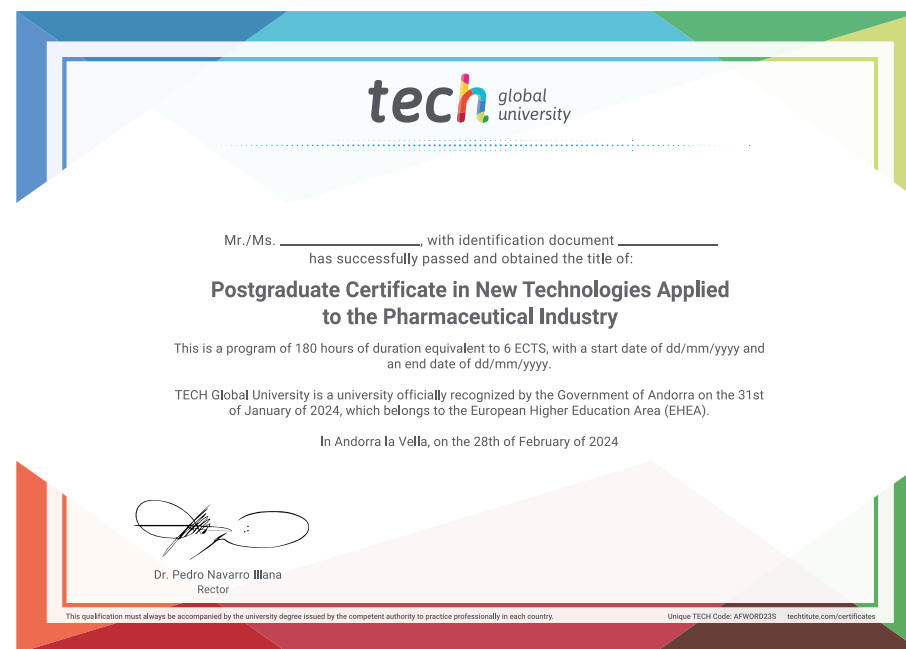 tech global
university
Mr./Ms. ____________, with identification document ____________
has successfully passed and obtained the title of:
Postgraduate Certificate in New Technologies Applied
to the Pharmaceutical Industry
This is a program of 180 hours of duration equivalent to 6 ECTS, with a start date of dd/mm/yyyy and
an end date of dd/mm/yyyy.
TECH Global University is a university officially recognized by the Government of Andorra on the 31st
of January of 2024, which belongs to the European Higher Education Area (EHEA).
In Andorra la Vella, on the 28th of February of 2024
Dr. Pedro Navarro Illana
Rector
This qualification must always be accompanied by the university degree issued by the competent authority to practice professionally in each country.
Unique TECH Code: AFWORD23S techtitute.com/certificates